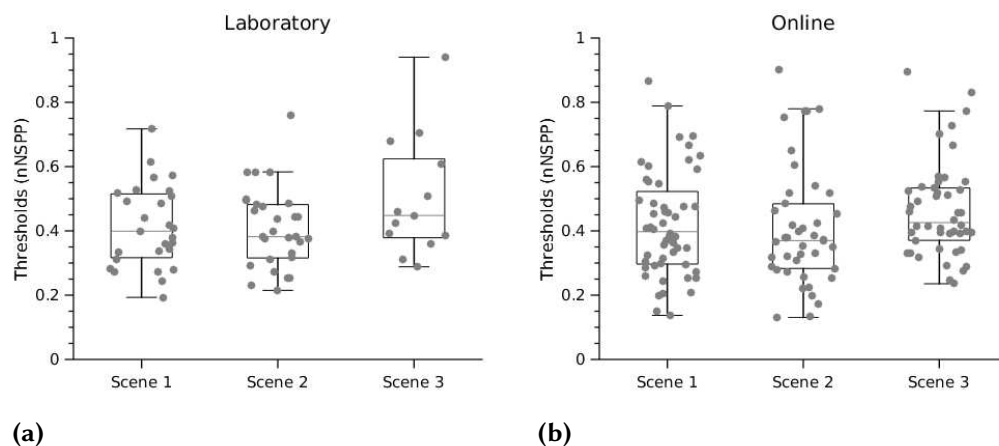 Laboratory
Thresholds (nNSPP)
1
0.8
0.6
0.4
0.2
0
Scene 1 Scene 2 Scene 3
(a)
Online
Thresholds (nNSPP)
1
0.8
0.6
0.4
0.2
0
Scene 1 Scene 2 Scene 3
(b)